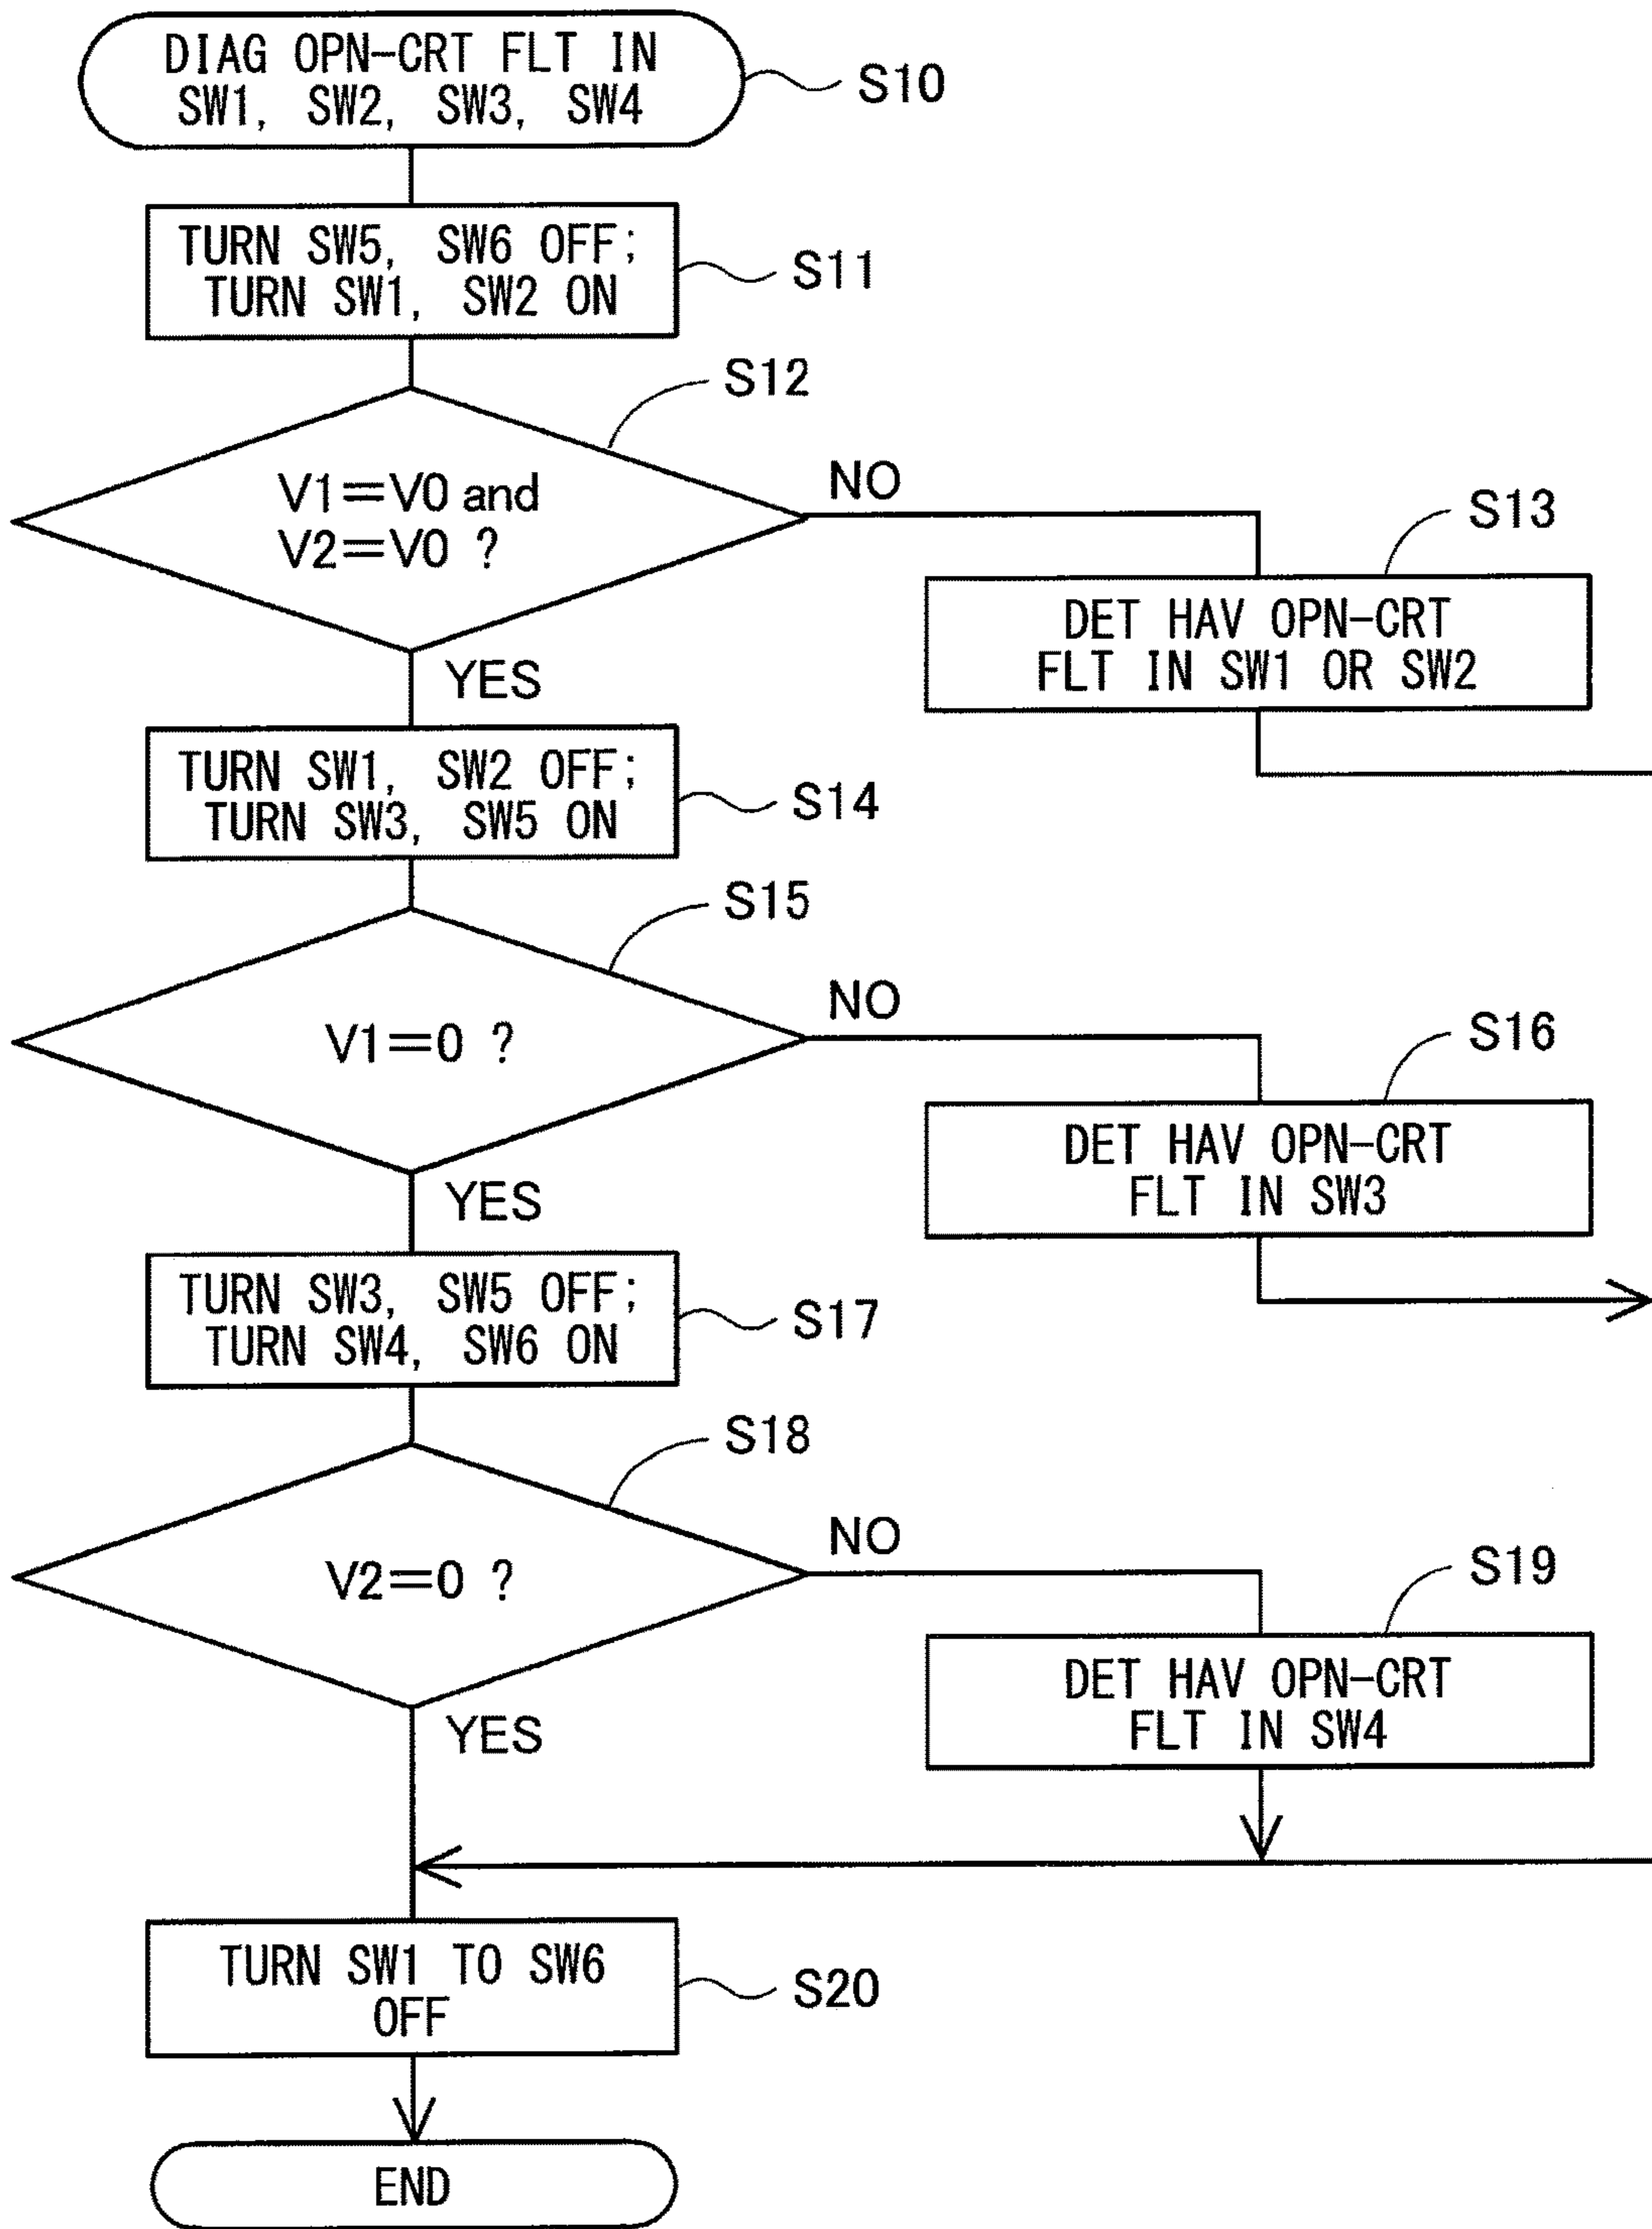 DIAG OPN-CRT FLT IN
SW1, SW2, SW3, SW4
S10
TURN SW5, SW6 OFF;
TURN SW1, SW2 ON
S11
S12
V1=V0 and
V2=V0 ?
NO
YES
S13
DET HAV OPN-CRT
FLT IN SW1 OR SW2
TURN SW1, SW2 OFF;
TURN SW3, SW5 ON
S14
S15
V1=0 ?
NO
YES
S16
DET HAV OPN-CRT
FLT IN SW3
TURN SW3, SW5 OFF;
TURN SW4, SW6 ON
S17
S18
V2=0 ?
NO
YES
S19
DET HAV OPN-CRT
FLT IN SW4
TURN SW1 TO SW6
OFF
S20
END